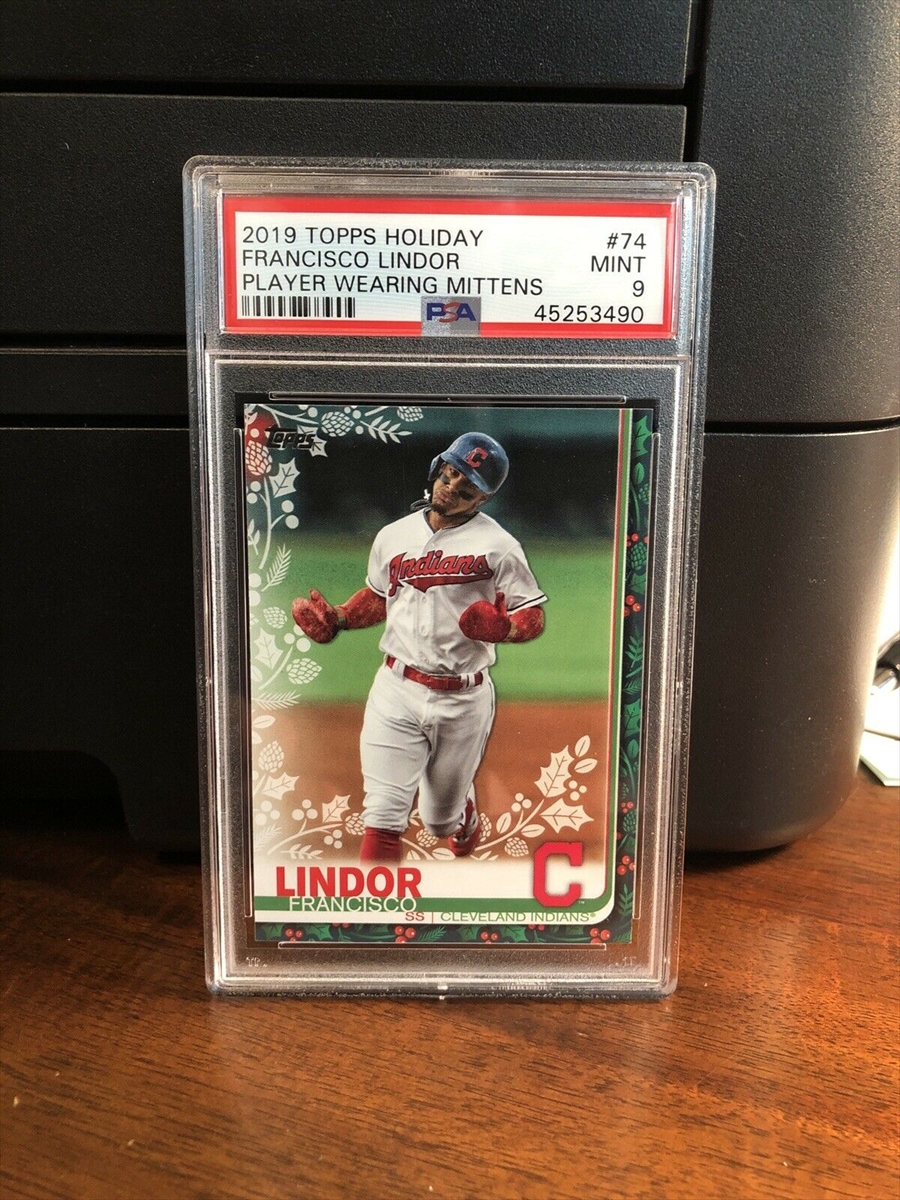 2019 TOPPS HOLIDAY #74
FRANCISCO LINDOR MINT
PLAYER WEARING MITTENS 9
PSA 45253490
Topps
C
Indians
LINDOR
FRANCISCO
C
SS | CLEVELAND INDIANS®